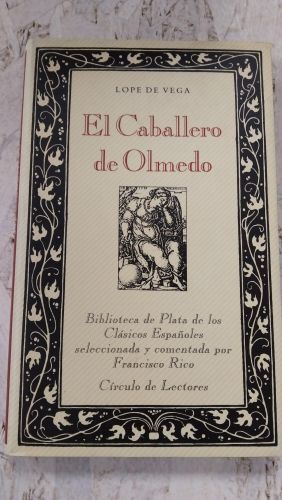 LOPE DE VEGA
El Caballero
de Olmedo
Biblioteca de Plata de los
Clásicos Españoles
seleccionada y comentada por
Francisco Rico
Círculo de Lectores